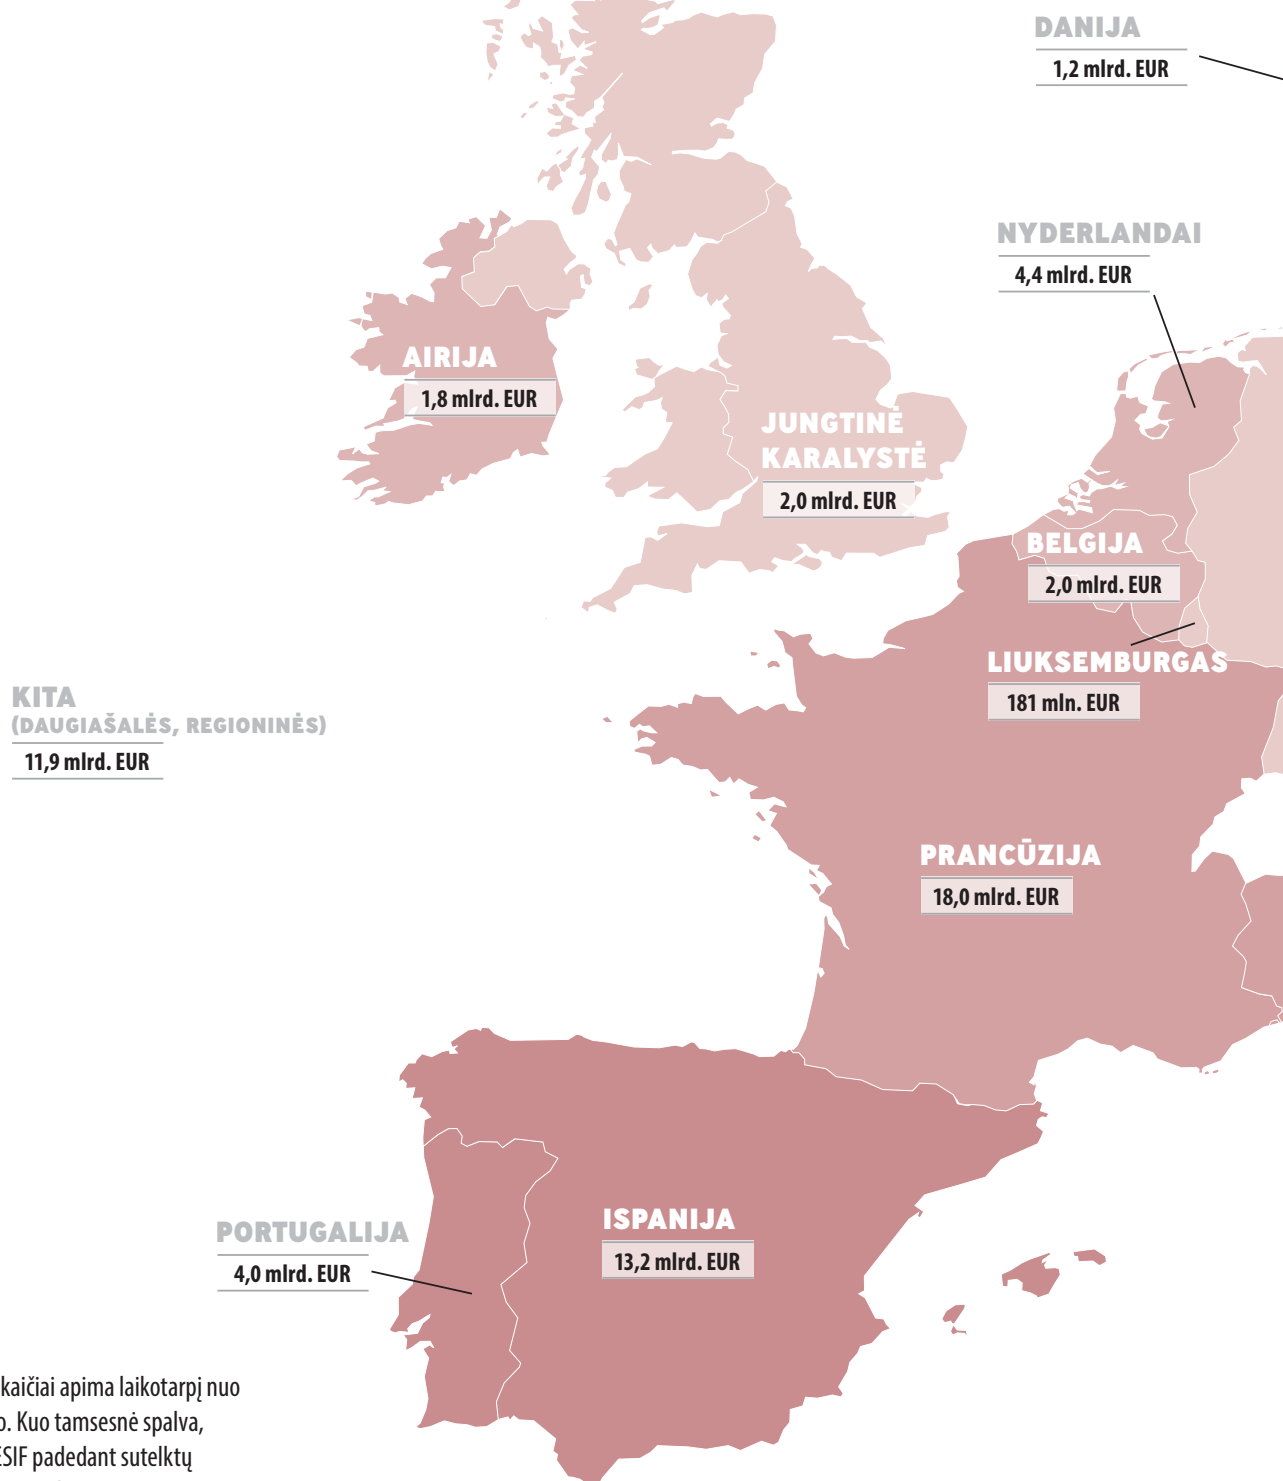 DANIJA
1,2 mlrd. EUR
NYDERLANDAI
4,4 mlrd. EUR
AIRIJA
1,8 mlrd. EUR
JUNGTINĖ
KARALYSTĖ
2,0 mlrd. EUR
BELGIJA
2,0 mlrd. EUR
LIUKSEMBURGAS
181 mln. EUR
KITA
(DAUGIAŠALĖS, REGIONINĖS)
11,9 mlrd. EUR
PRANCŪZIJA
18,0 mlrd. EUR
PORTUGALIJA
4,0 mlrd. EUR
ISPANIJA
13,2 mlrd. EUR
kaičiai apima laikotarpį nuo
o. Kuo tamsesnė spalva,
ESIF padedant sutelktų